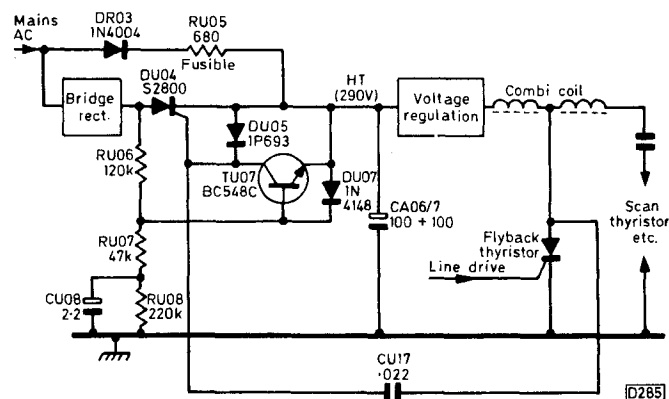 Mains
AC
DR03
1N4004
RU05
680
Fusible
Bridge
rect.
DU04
S2800
HT
(290V)
Voltage
regulation
Combi coil
DU05
1P693
RU06
120k
TU07
BC548C
DU07
1N
4148
CA06/7
100+100
Scan
thyristor
etc.
Flyback
thyristor
Line drive
RU07
47k
CU08
2·2
RU08
220k
CU17
·022
D285